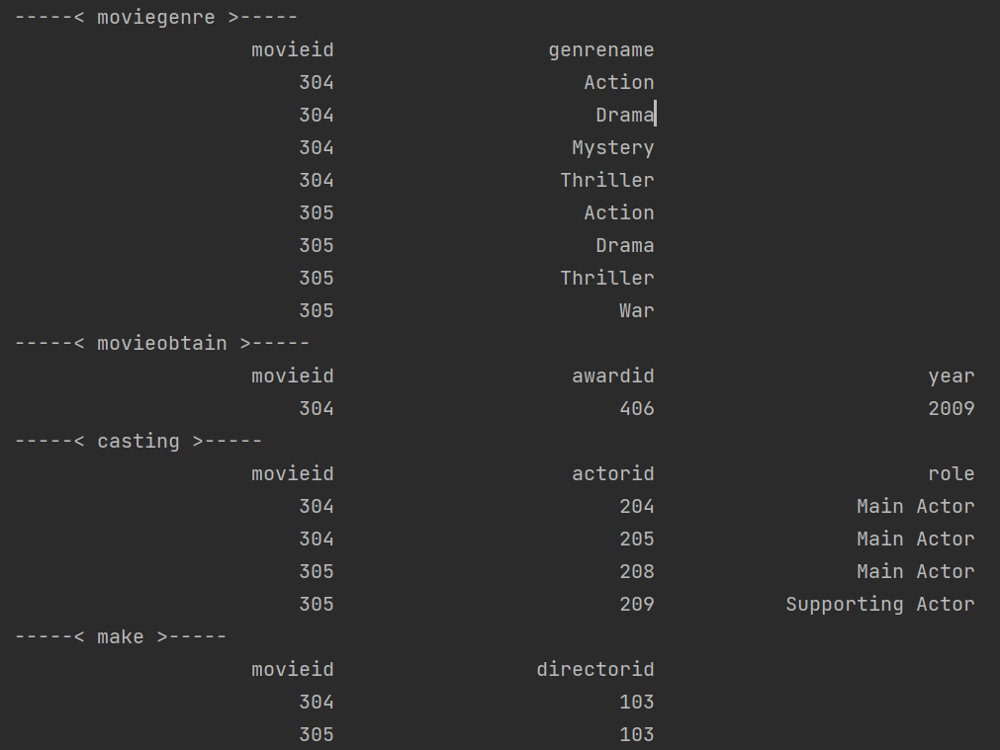 -----< moviegenre >-----
movieid genrename
304 Action
304 Drama
304 Mystery
304 Thriller
305 Action
305 Drama
305 Thriller
305 War
-----< movieobtain >-----
movieid awardid year
304 406 2009
-----< casting >-----
movieid actorid role
304 204 Main Actor
304 205 Main Actor
305 208 Main Actor
305 209 Supporting Actor
-----< make >-----
movieid directorid
304 103
305 103